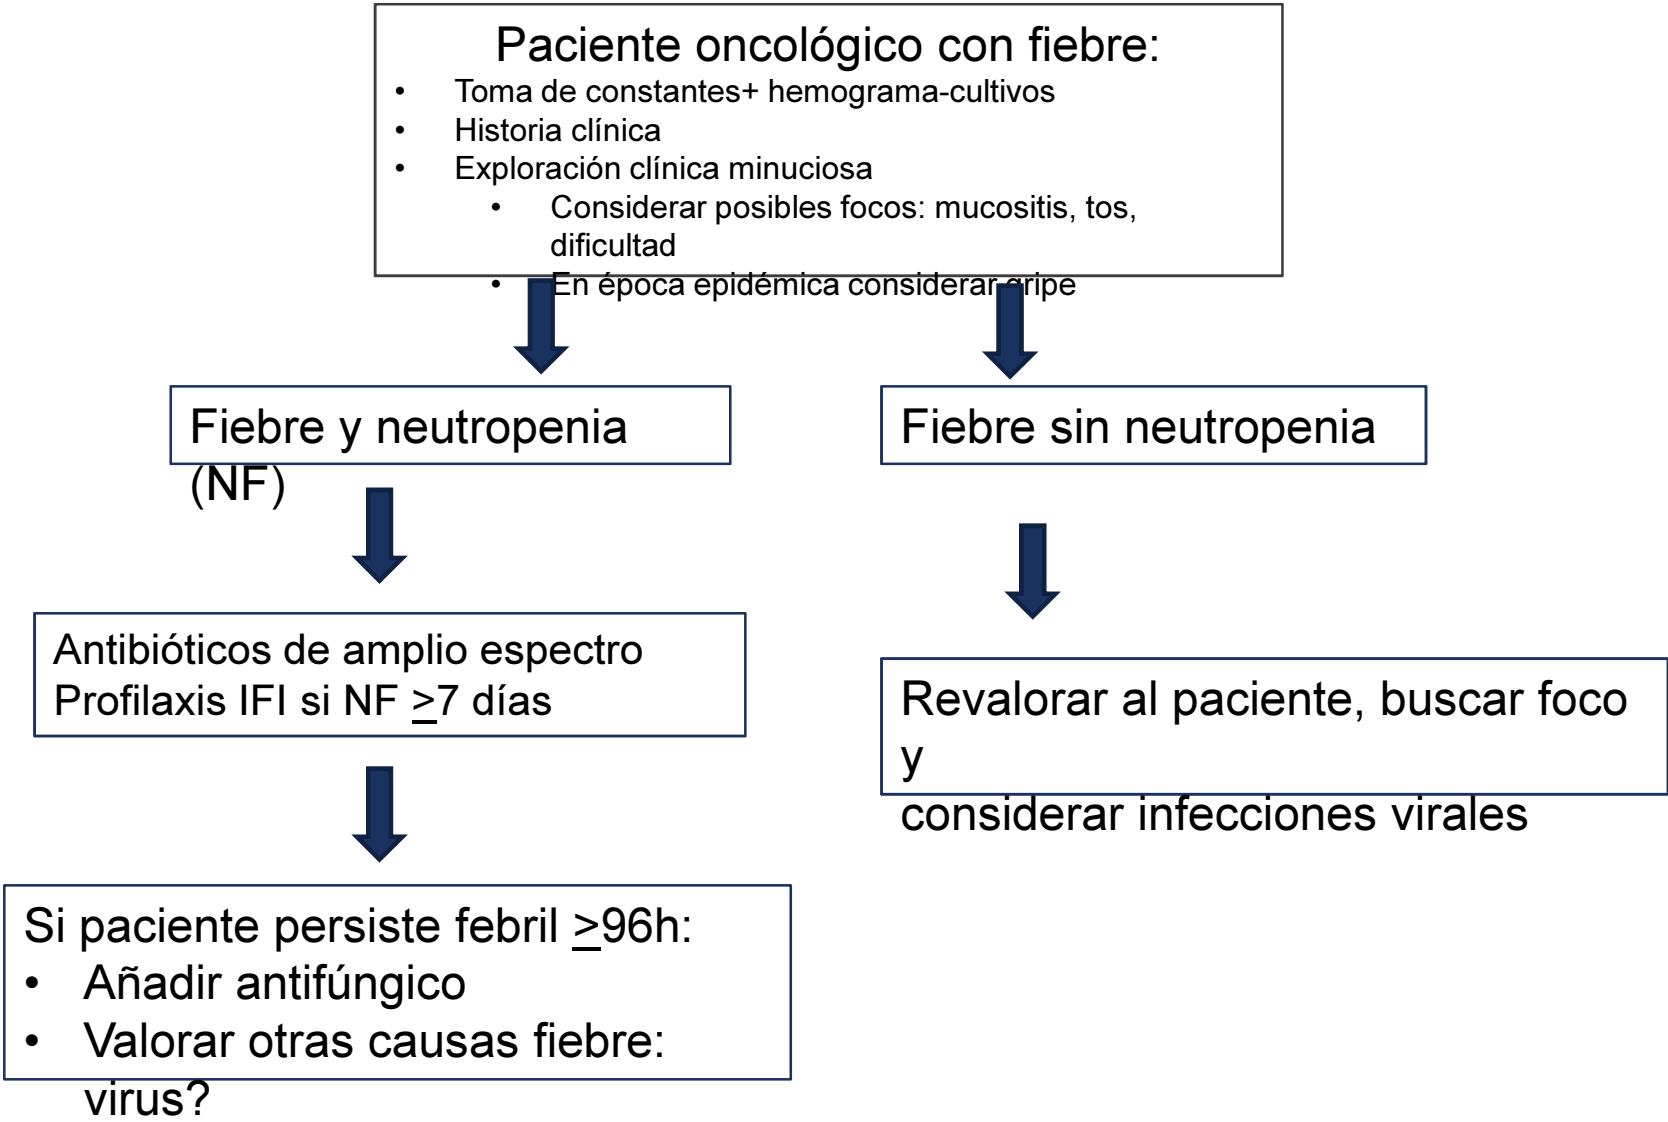 Paciente oncológico con fiebre:
• Toma de constantes+ hemograma-cultivos
• Historia clínica
• Exploración clínica minuciosa
• Considerar posibles focos: mucositis, tos,
dificultad
• En época epidémica considerar gripe
Fiebre y neutropenia
(NF)
Fiebre sin neutropenia
Antibióticos de amplio espectro
Profilaxis IFI si NF >7 días
Revalorar al paciente, buscar foco
y
considerar infecciones virales
Si paciente persiste febril >96h:
• Añadir antifúngico
• Valorar otras causas fiebre:
virus?